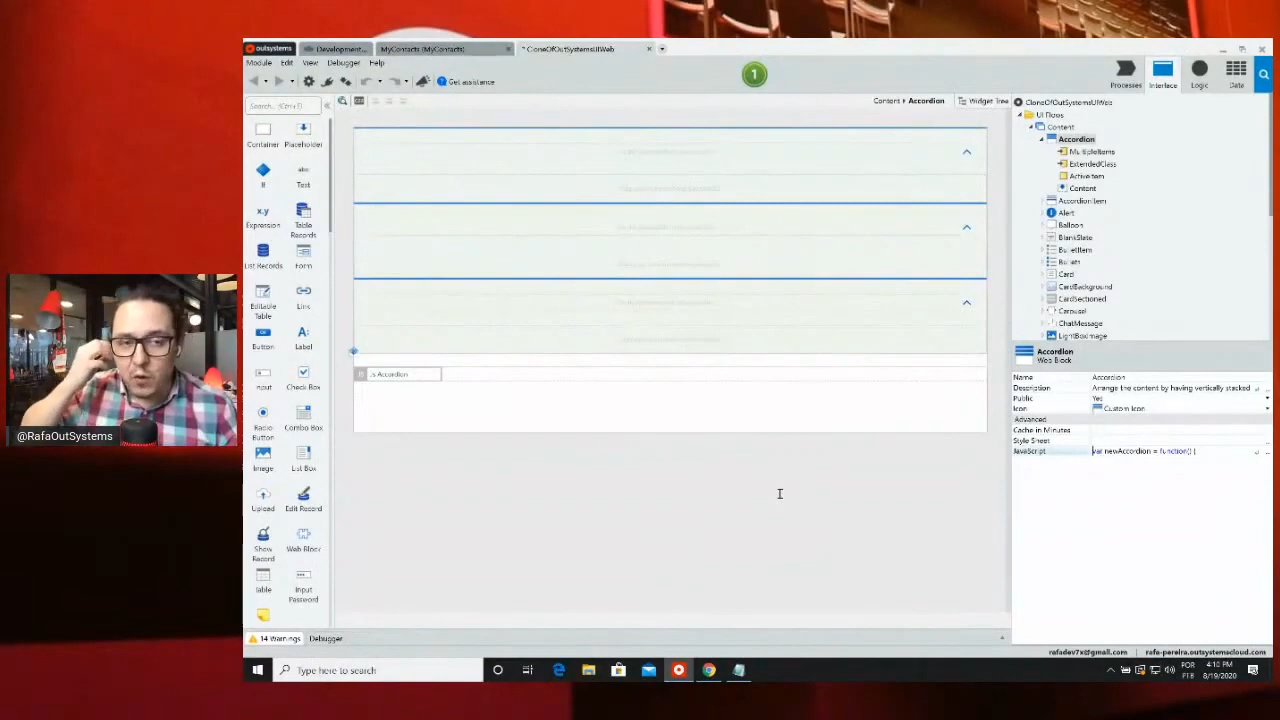 outsystems
Development...
MyContacts (MyContacts)
CloneOfOutSystemsUIWeb
Module Edit View Debugger Help
Get assistance
1
Processes
Interface
Logic
Data
Search... (Ctrl+E)
Content
Accordion
Widget Tree
Container
Placeholder
If
Text
Expression
Table Records
List Records
Form
Editable Table
Link
Button
Label
Input
Check Box
Radio Button
Combo Box
Image
List Box
Upload
Edit Record
Show Record
Web Block
Table
Input Password
JS Accordion
CloneOfOutSystemsUIWeb
UI Flows
Content
Accordion
MultipleItems
ExtendedClass
ActiveItem
Content
AccordionItem
Alert
Balloon
BlankSlate
BulletItem
Bullets
Card
CardBackground
CardSectioned
Carousel
ChatMessage
LightBoxImage
Accordion
Web Block
Name Accordion
Description Arrange the content by having vertically stacked
Public Yes
Icon Custom Icon
Advanced
Cache in Minutes
Style Sheet
JavaScript var newAccordion = function() {
14 Warnings
Debugger
rafadev7x@gmail.com
rafa-pereira.outsystemscloud.com
@RafaOutSystems
Type here to search
POR
PTB
4:10 PM
8/19/2020